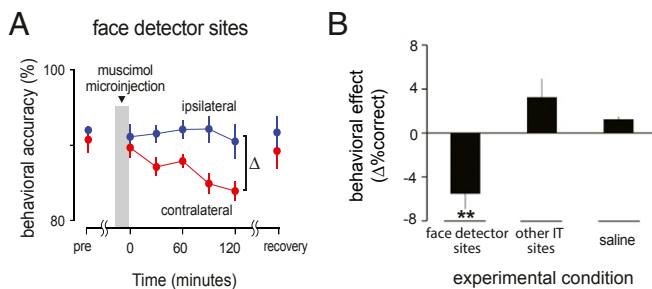 A
face detector sites
behavioral accuracy (%)
100
80
muscimol
microinjection
ipsilateral
Δ
contralateral
pre
0
60
120
recovery
Time (minutes)
B
behavioral effect
(Δ%correct)
8
4
0
-4
-8
**
face detector
sites
other IT
sites
saline
experimental condition